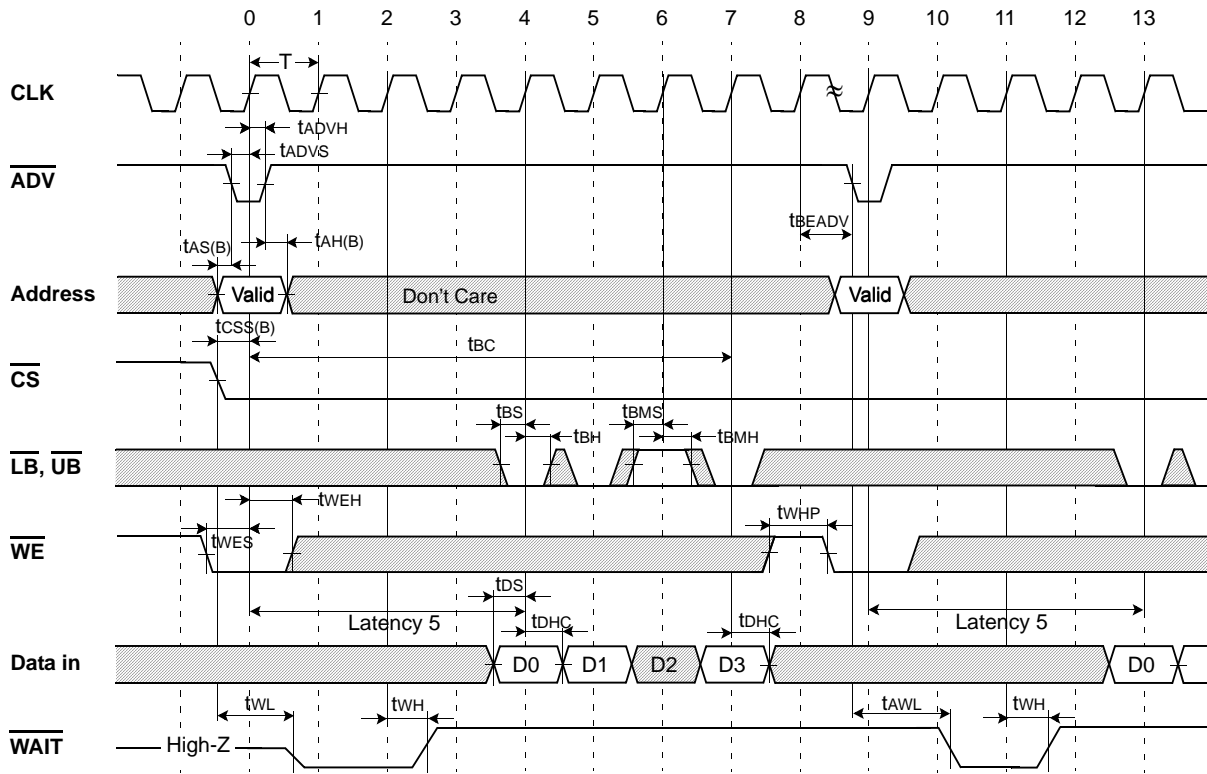 0 1 2 3 4 5 6 7 8 9 10 11 12 13
T
CLK
tADVH
tADVS
ADV
tBEADV
tAS(B) tAH(B)
Address Valid Don't Care Valid
tCSS(B)
tBC
CS
tBS tBMS
tBH tBMH
LB, UB
tWEH
tWHP
tWES
WE
tDS
Latency 5 tDHC tDHC Latency 5
Data in D0 D1 D2 D3 D0
tWL tWH tAWL tWH
WAIT High-Z